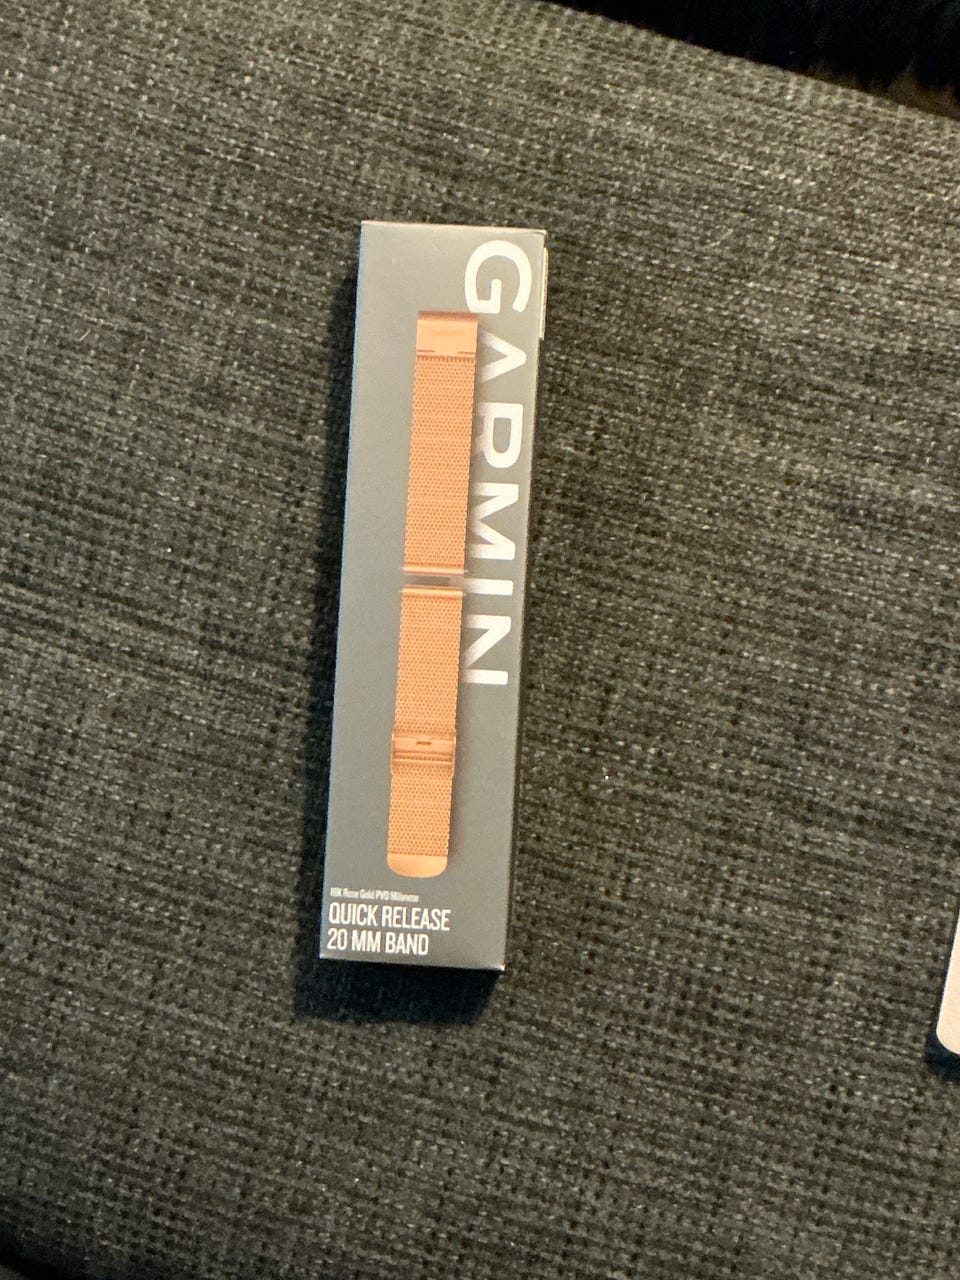 GARMIN
18K Rose Gold PVD Milanese
QUICK RELEASE
20 MM BAND